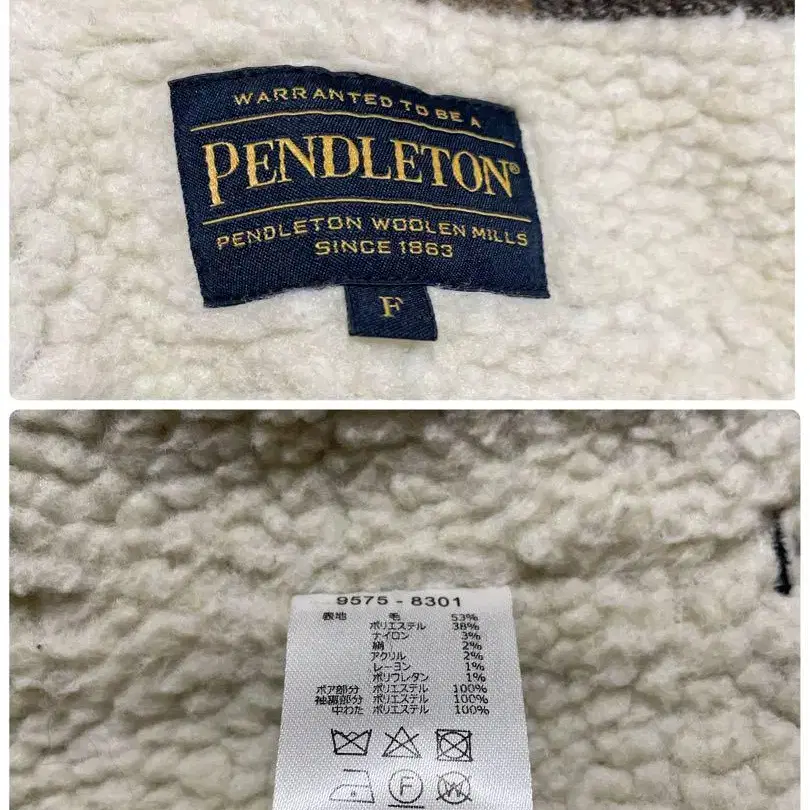 WARRANTED TO BE A
PENDLETON®
PENDLETON WOOLEN MILLS
SINCE 1863
F
9575 - 8301
表地 毛 53%
ポリエステル 38%
ナイロン 3%
絹 2%
アクリル 2%
レーヨン 1%
ポリウレタン 1%
ボア部分 ポリエステル 100%
袖裏部分 ポリエステル 100%
中わた ポリエステル 100%
F W